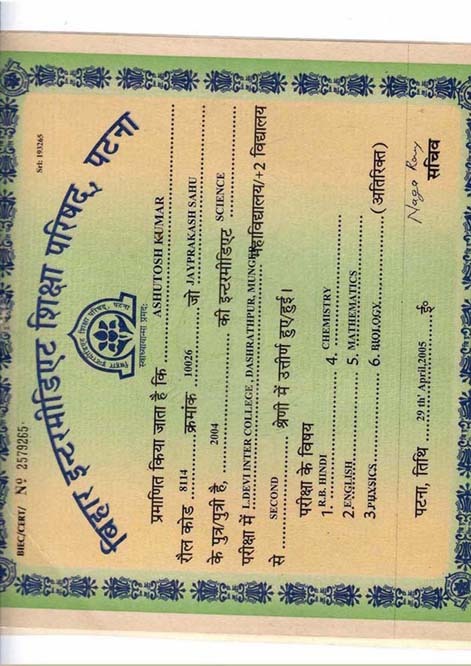 BIEC/CERT/ Nº 2579265
Srl: 193265
बिहार इन्टरमीडिएट शिक्षा परिषद्, पटना
स्वाध्यायान्मा प्रमदः
प्रमाणित किया जाता है कि ASHUTOSH KUMAR
रौल कोड 8114 क्रमांक 10026 जो JAYPRAKASH SAHU
के पुत्र/पुत्री है, 2004 की इन्टरमीडिएट SCIENCE
परीक्षा में L.DEVI INTER COLLEGE, DASHRATHPUR, MUNGER महाविद्यालय/+2 विद्यालय
से SECOND श्रेणी में उत्तीर्ण हुए/हुई।
परीक्षा के विषय
1. R.B. HINDI 4. CHEMISTRY
2. ENGLISH 5. MATHEMATICS
3. PHYSICS 6. BIOLOGY (अतिरिक्त)
पटना, तिथि 29 th' April,2005 ई०
सचिव